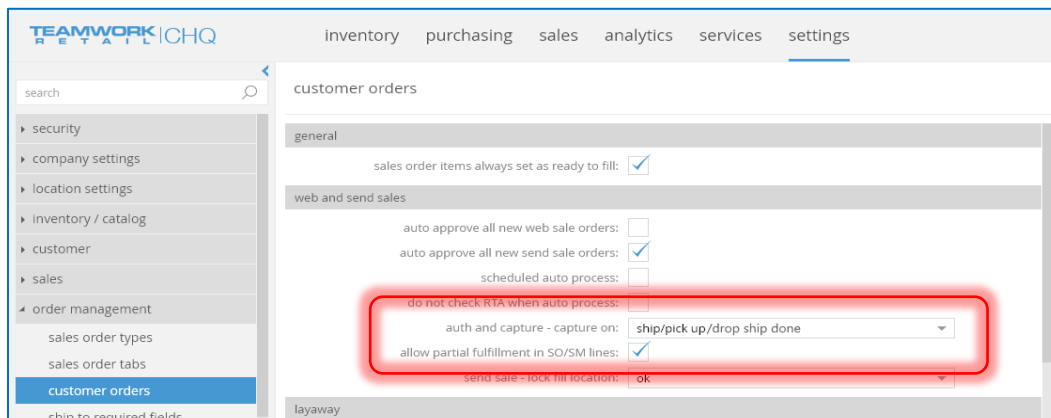 TEAMWORK CHQ
RETAIL
inventory purchasing sales analytics services settings
search
customer orders
security
general
company settings
sales order items always set as ready to fill:
location settings
web and send sales
inventory / catalog
auto approve all new web sale orders:
customer
auto approve all new send sale orders:
sales
scheduled auto process:
order management
do not check RTA when auto process:
sales order types
auth and capture - capture on: ship/pick up/drop ship done
allow partial fulfillment in SO/SM lines:
sales order tabs
send sale - lock fill location: ok
customer orders
layaway
ship to required fields